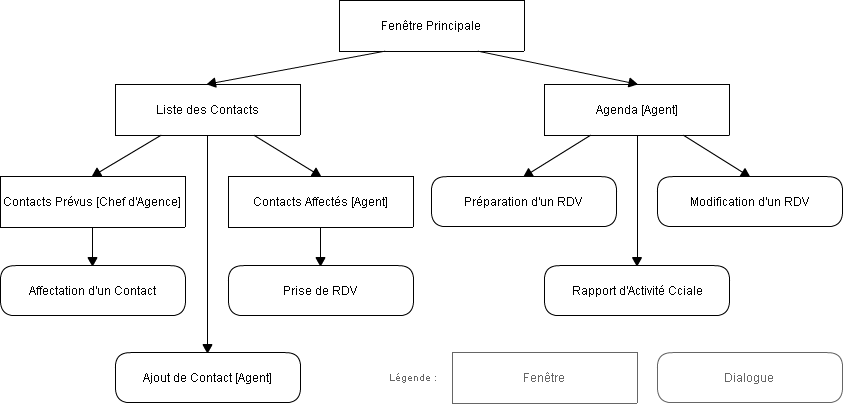 Fenêtre Principale
Liste des Contacts
Agenda [Agent]
Contacts Prévus [Chef d'Agence]
Contacts Affectés [Agent]
Préparation d'un RDV
Modification d'un RDV
Affectation d'un Contact
Prise de RDV
Rapport d'Activité Cciale
Ajout de Contact [Agent]
Légende :
Fenêtre
Dialogue